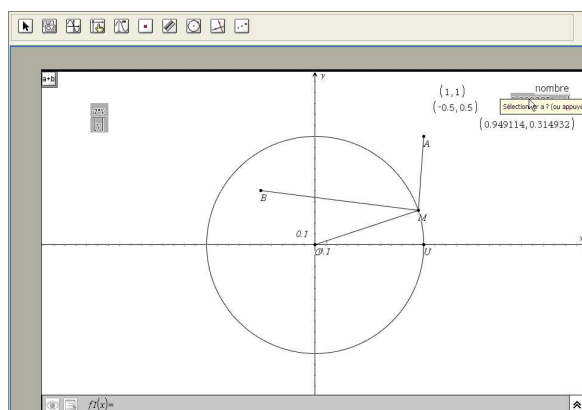 a+b
y
(1,1)
nombre
(-0.5,0.5)
Sélectionner a ? (ou appuye
(0.949114,0.314932)
A
B
M
0.1
0.1
U
x
f1(x)=